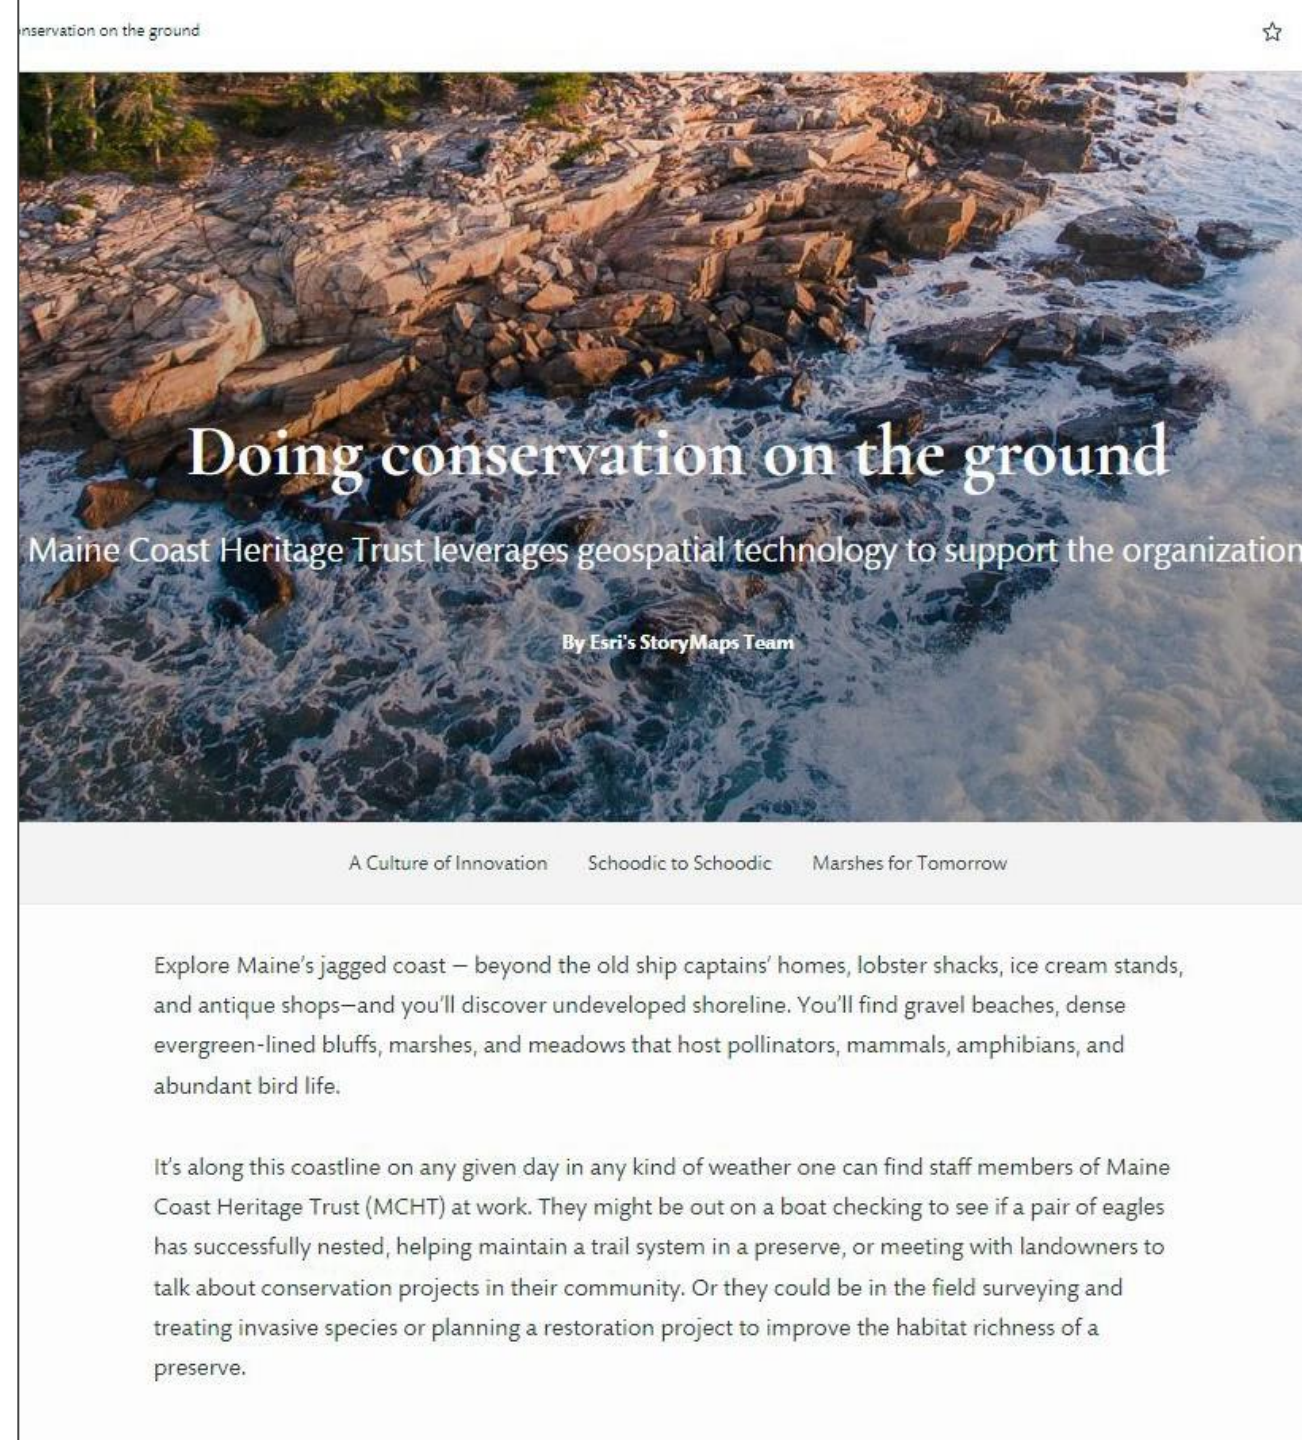 nservation on the ground
Doing conservation on the ground
Maine Coast Heritage Trust leverages geospatial technology to support the organization
By Esri's StoryMaps Team
A Culture of Innovation Schoodic to Schoodic Marshes for Tomorrow
Explore Maine's jagged coast – beyond the old ship captains' homes, lobster shacks, ice cream stands,
and antique shops—and you'll discover undeveloped shoreline. You'll find gravel beaches, dense
evergreen-lined bluffs, marshes, and meadows that host pollinators, mammals, amphibians, and
abundant bird life.
It's along this coastline on any given day in any kind of weather one can find staff members of Maine
Coast Heritage Trust (MCHT) at work. They might be out on a boat checking to see if a pair of eagles
has successfully nested, helping maintain a trail system in a preserve, or meeting with landowners to
talk about conservation projects in their community. Or they could be in the field surveying and
treating invasive species or planning a restoration project to improve the habitat richness of a
preserve.